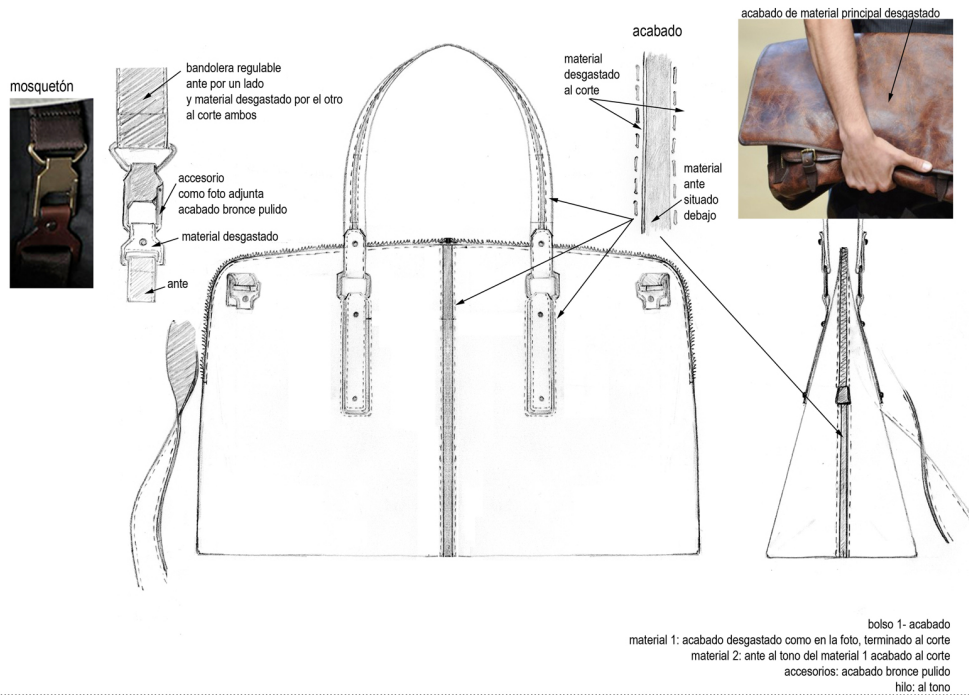 acabado de material principal desgastado
acabado
mosquetón
bandolera regulable
ante por un lado
y material desgastado por el otro
al corte ambos
material
desgastado
al corte
accesorio
como foto adjunta
acabado bronce pulido
material
ante
situado
debajo
material desgastado
ante
bolso 1- acabado
material 1: acabado desgastado como en la foto, terminado al corte
material 2: ante al tono del material 1 acabado al corte
accesorios: acabado bronce pulido
hilo: al tono